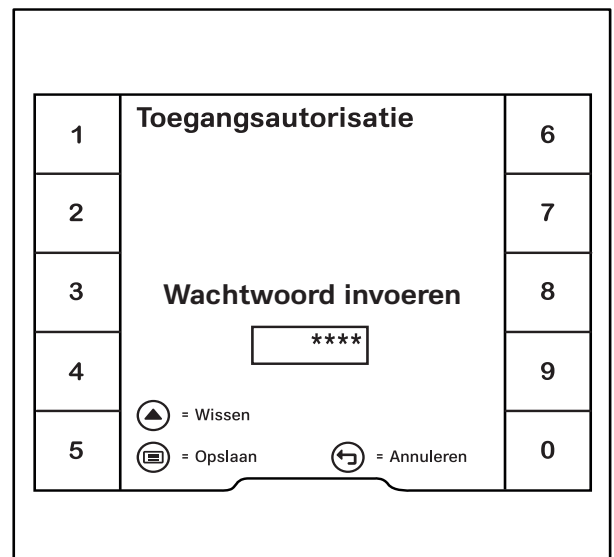 Toegangsautorisatie
1
6
2
7
3
Wachtwoord invoeren
8
****
4
9
= Wissen
5
= Opslaan
= Annuleren
0